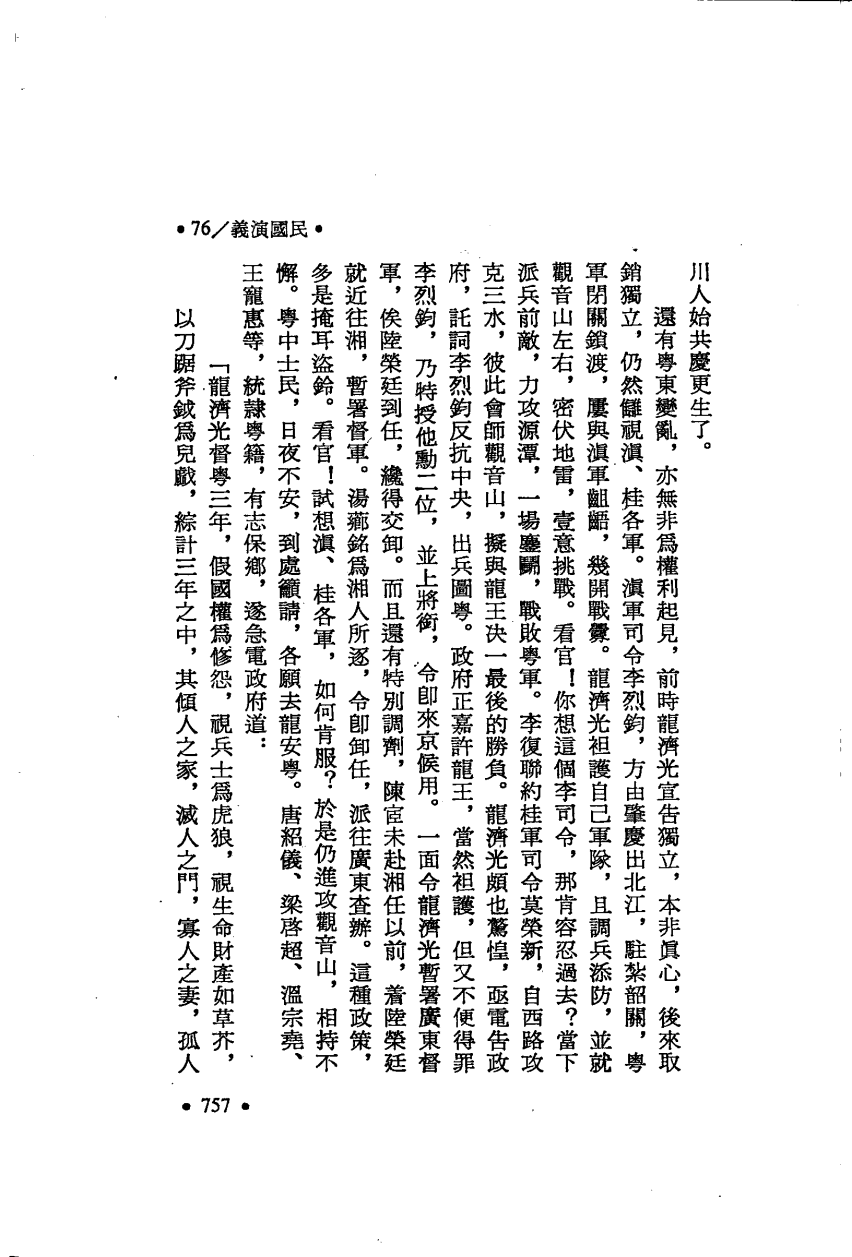 •76／義演國民•
川人始共慶更生了。
還有粵東變亂，亦無非爲權利起見，前時龍濟光宣告獨立，本非眞心，後來取
銷獨立，仍然讎視滇、桂各軍。滇軍司令李烈鈞，方由肇慶出北江，駐紮韶關，粵
軍閉關鎖渡，屢與滇軍齟齬，幾開戰釁。龍濟光袒護自己軍隊，且調兵添防，並就
觀音山左右，密伏地雷，壹意挑戰。看官！你想這個李司令，那肯容忍過去？當下
派兵前敵，力攻源潭，一場鏖鬬，戰敗粵軍。李復聯約桂軍司令莫榮新，自西路攻
克三水，彼此會師觀音山，擬與龍王決一最後的勝負。龍濟光頗也驚惶，亟電告政
府，託詞李烈鈞反抗中央，出兵圖粵。政府正嘉許龍王，當然袒護，但又不便得罪
李烈鈞，乃特授他勳二位，並上將銜，令卽來京候用。一面令龍濟光暫署廣東督
軍，俟陸榮廷到任，纔得交卸。而且還有特別調劑，陳宧未赴湘任以前，着陸榮廷
就近往湘，暫署督軍。湯薌銘爲湘人所逐，令卽卸任，派往廣東查辦。這種政策，
多是掩耳盜鈴。看官！試想滇、桂各軍，如何肯服？於是仍進攻觀音山，相持不
懈。粵中士民，日夜不安，到處籲請，各願去龍安粵。唐紹儀、梁啓超、溫宗堯、
王寵惠等，統隸粵籍，有志保鄉，遂急電政府道：
「龍濟光督粵三年，假國權爲修怨，視兵士爲虎狼，視生命財產如草芥，
以刀踞斧鉞爲兒戲，綜計三年之中，其傾人之家，滅人之門，寡人之妻，孤人
•757•